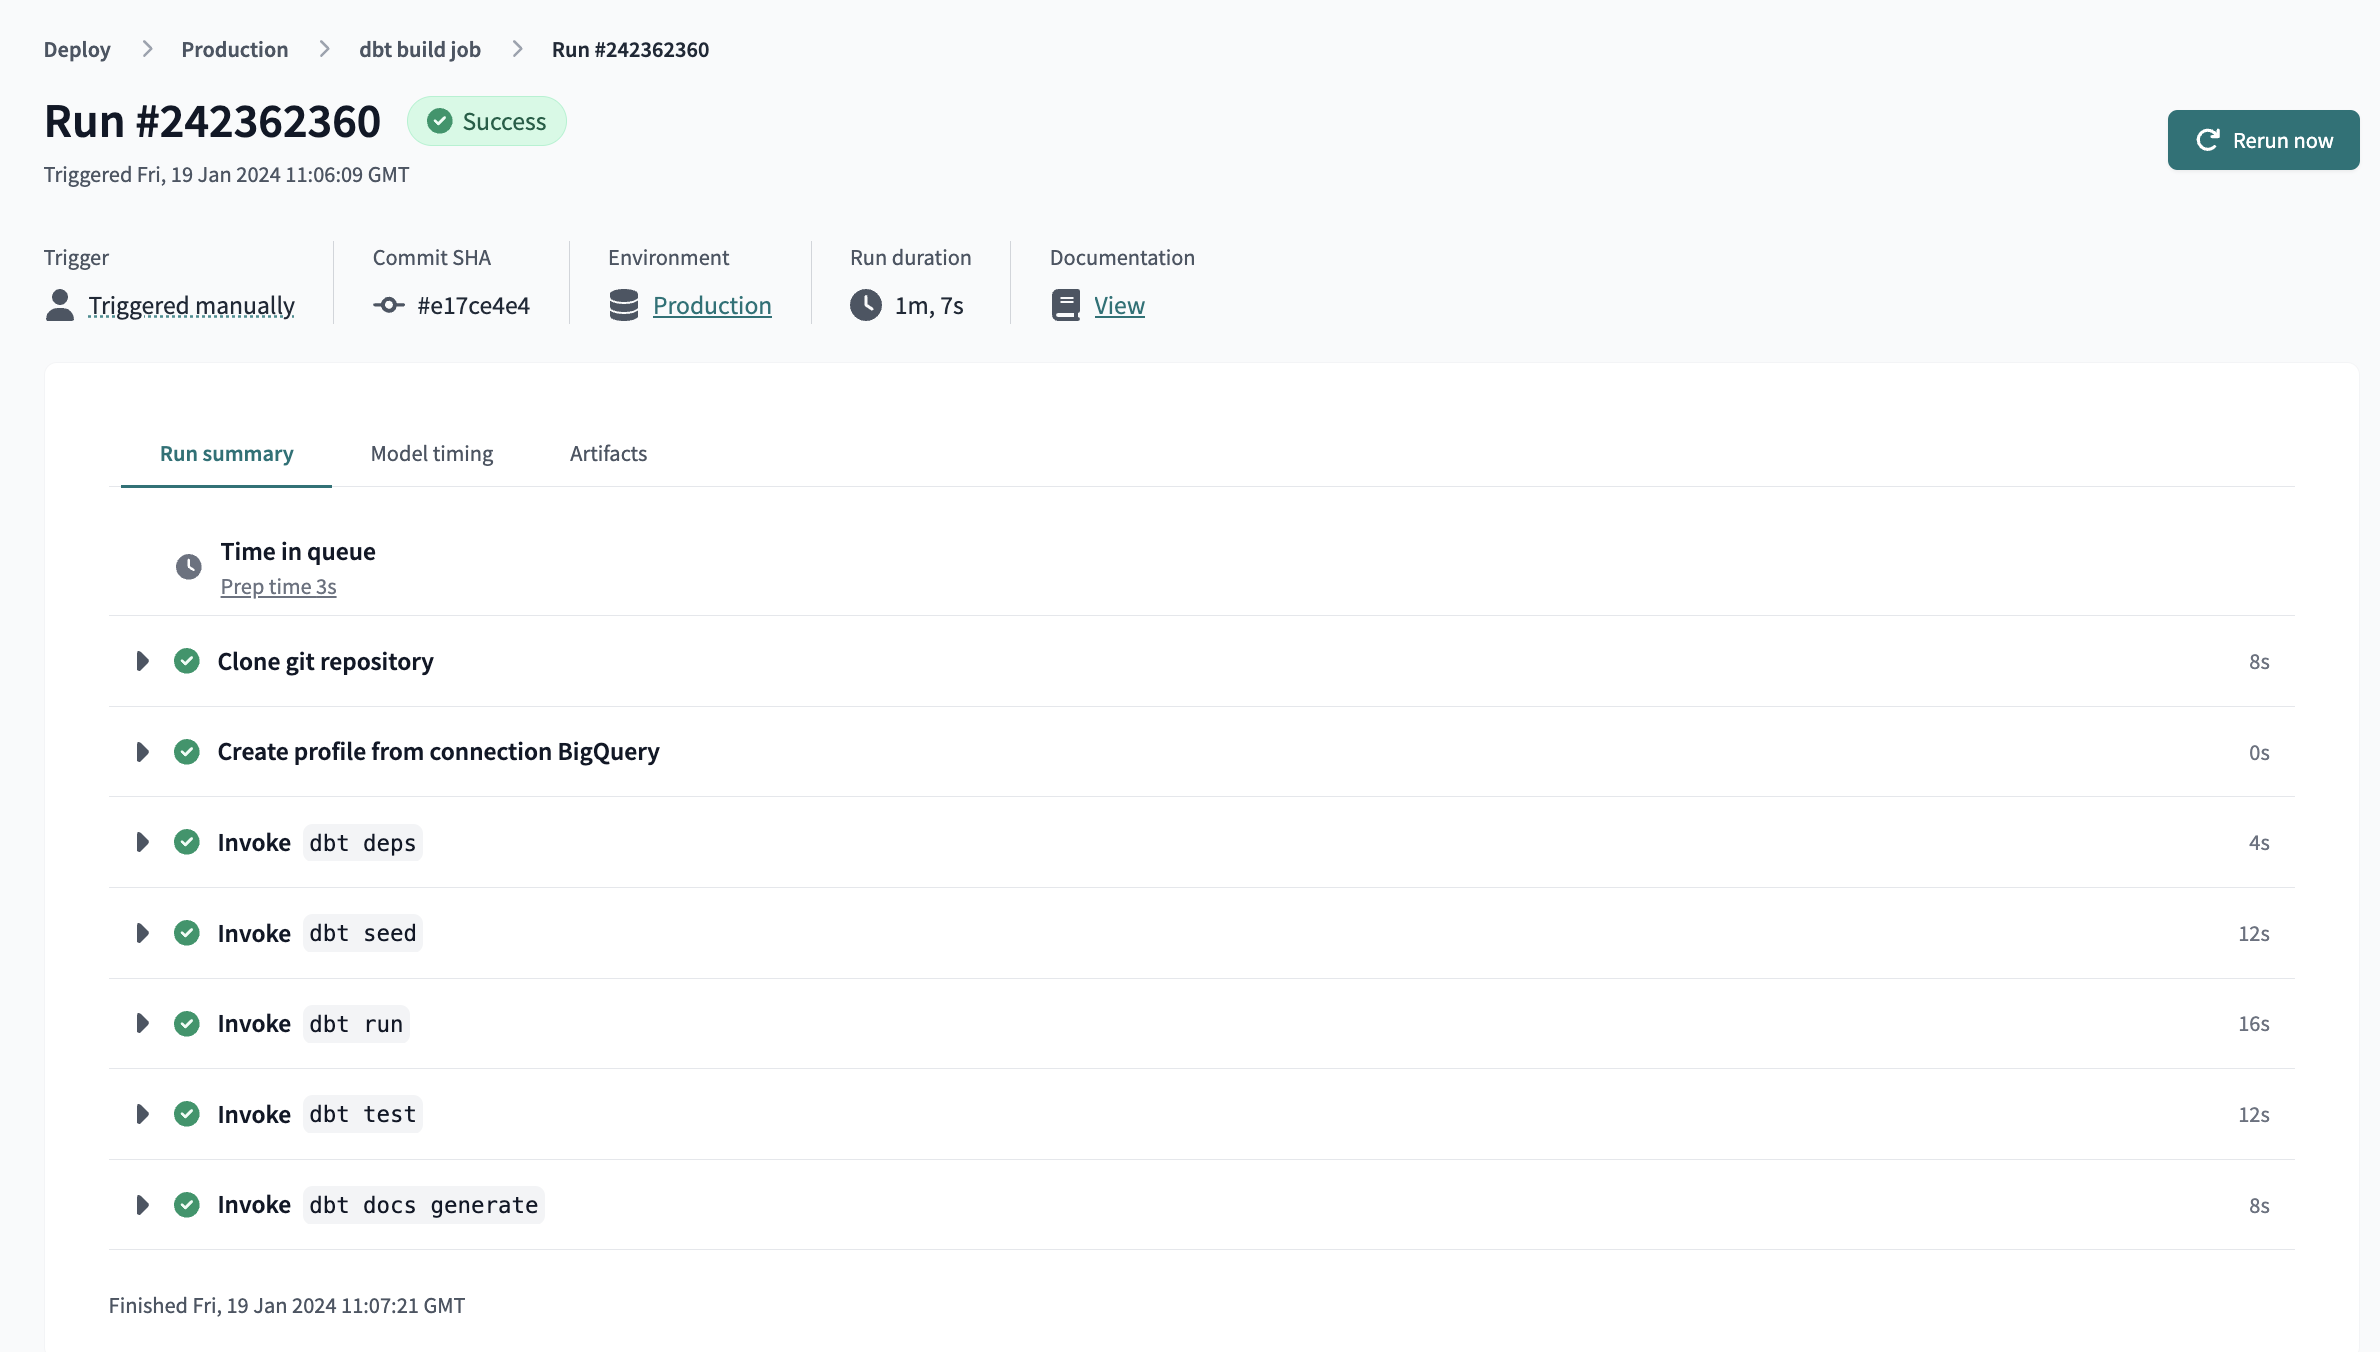 Deploy Production dbt build job Run #242362360
Run #242362360 Success
Rerun now
Triggered Fri, 19 Jan 2024 11:06:09 GMT
Trigger Commit SHA Environment Run duration Documentation
Triggered manually #e17ce4e4 Production 1m, 7s View
Run summary Model timing Artifacts
Time in queue
Prep time 3s
Clone git repository 8s
Create profile from connection BigQuery 0s
Invoke dbt deps 4s
Invoke dbt seed 12s
Invoke dbt run 16s
Invoke dbt test 12s
Invoke dbt docs generate 8s
Finished Fri, 19 Jan 2024 11:07:21 GMT